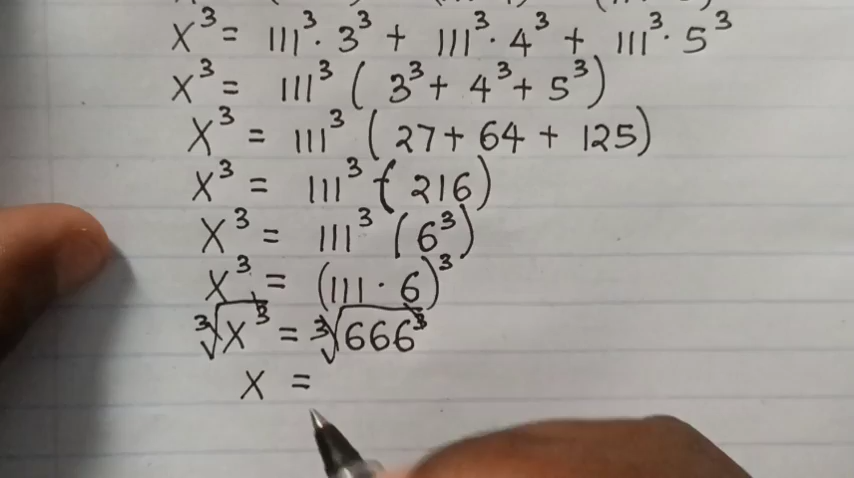 x³ = 111³ · 3³ + 111³ · 4³ + 111³ · 5³
x³ = 111³ ( 3³ + 4³ + 5³ )
x³ = 111³ ( 27 + 64 + 125 )
x³ = 111³ ( 216 )
x³ = 111³ ( 6³ )
x³ = (111 · 6)³
∛x³ = ∛666³
x =